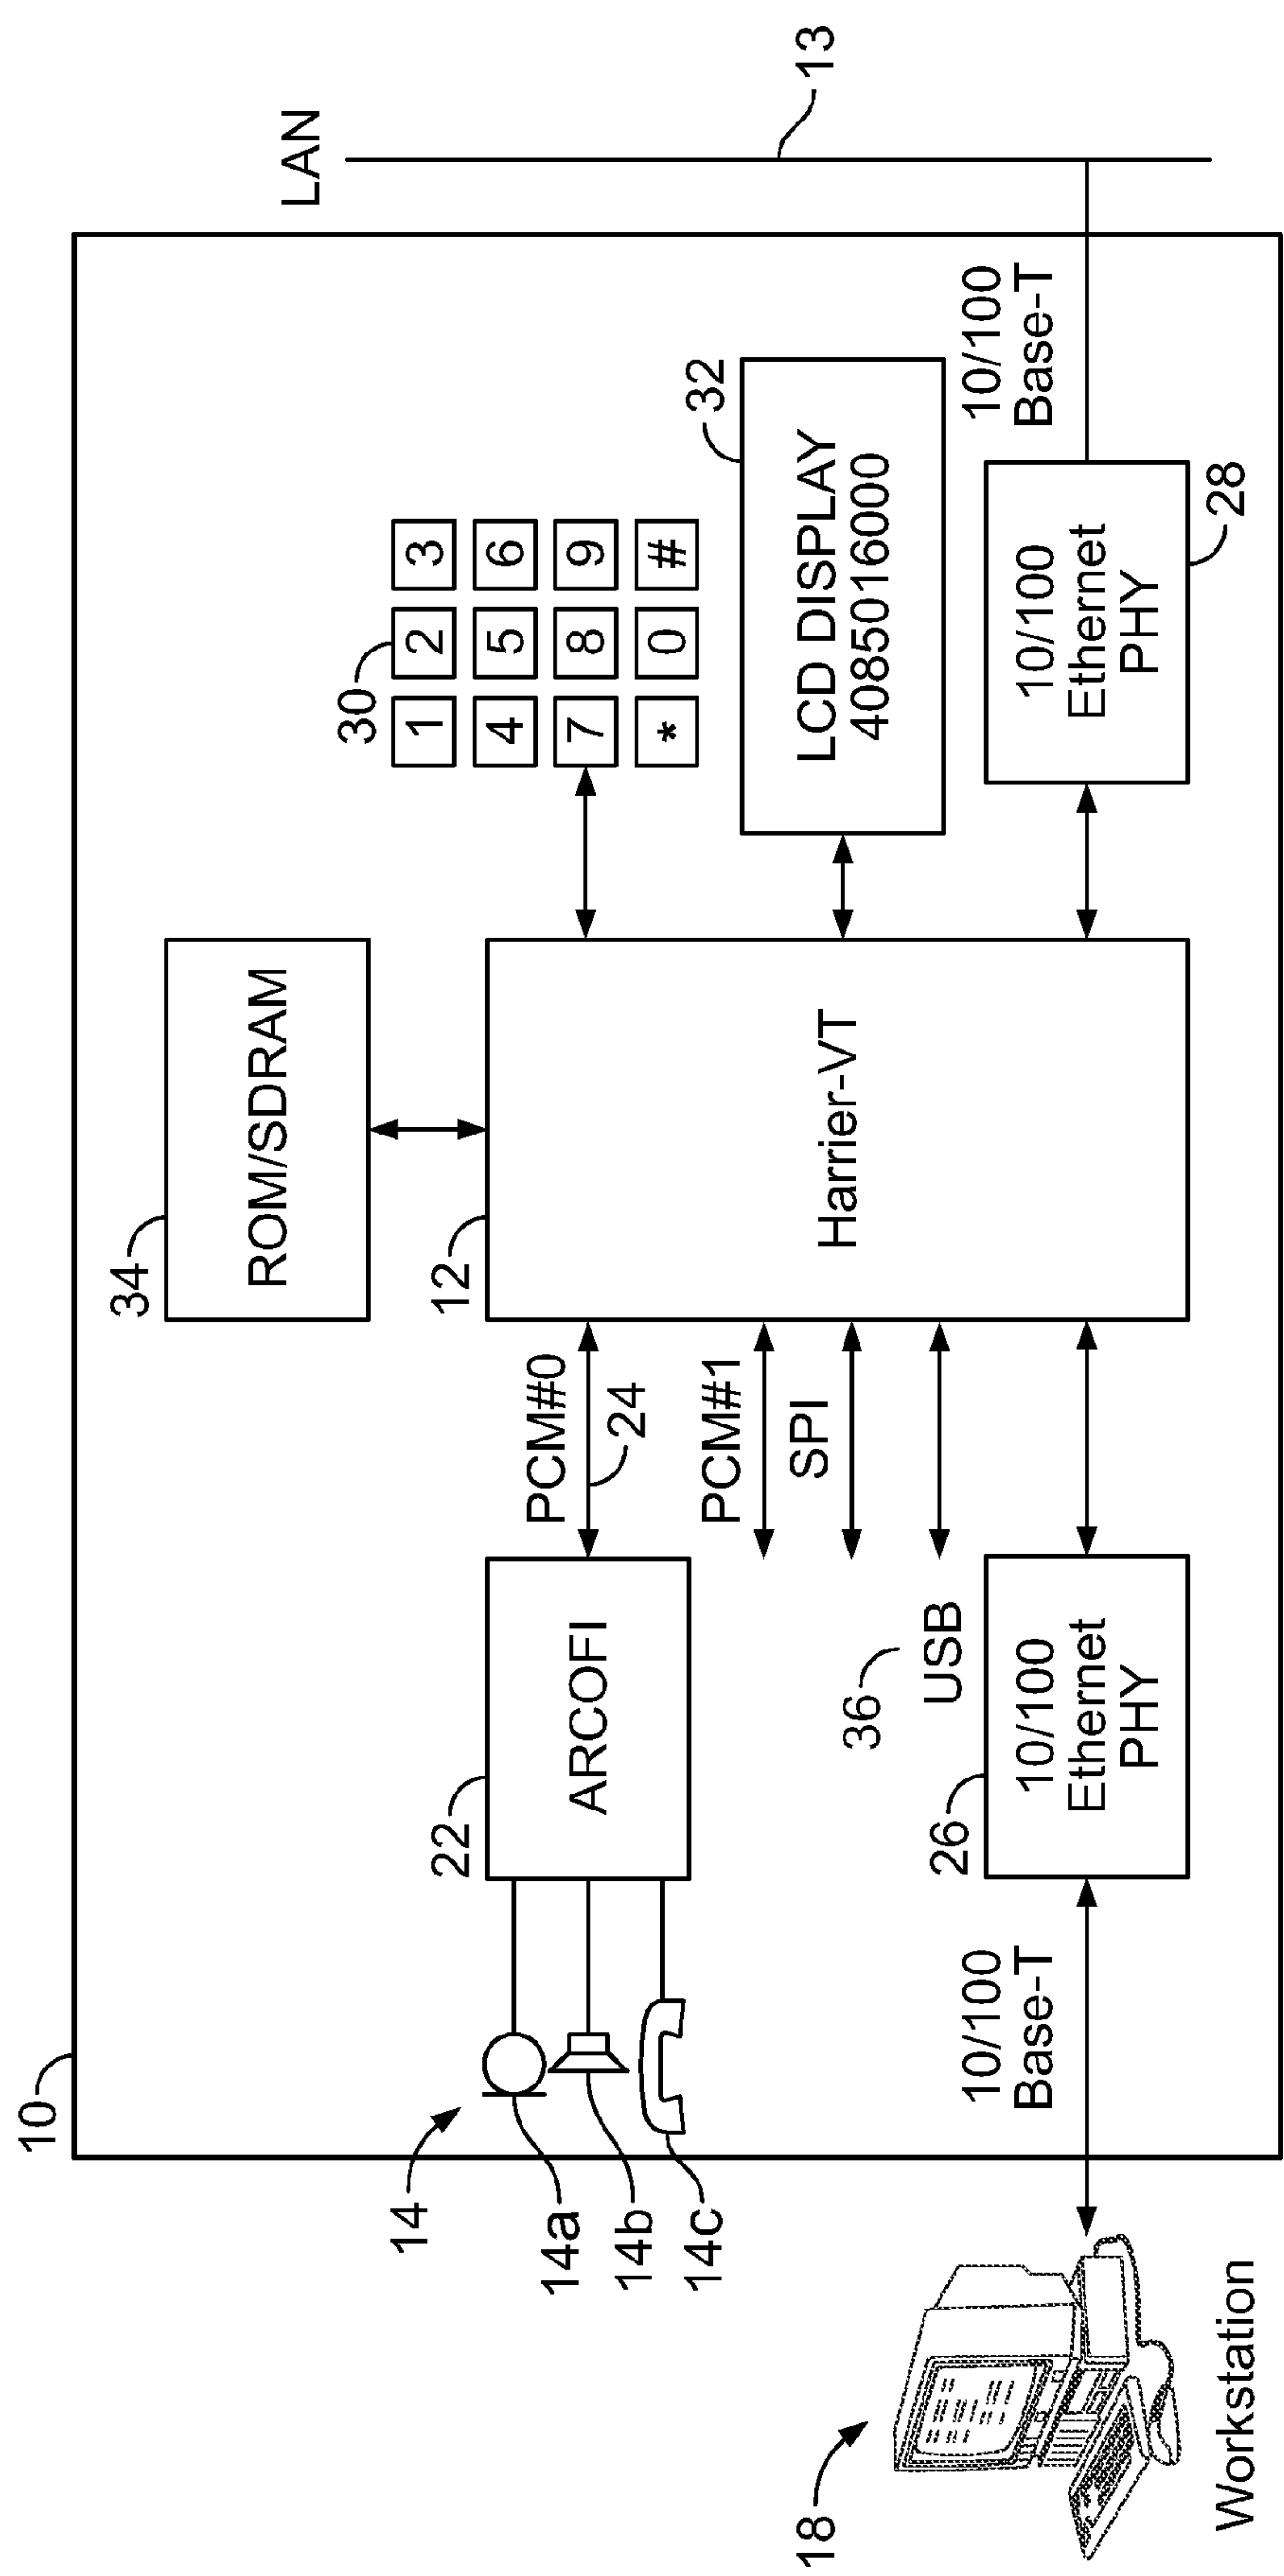 10
34
ROM/SDRAM
LAN
30
1
2
3
4
5
6
7
8
9
*
0
#
14
14a
14b
14c
22
ARCOFI
PCM#0
24
12
Harrier-VT
PCM#1
SPI
36
USB
32
LCD DISPLAY
4085016000
13
18
Workstation
10/100
Base-T
26
10/100
Ethernet
PHY
10/100
Ethernet
PHY
28
10/100
Base-T